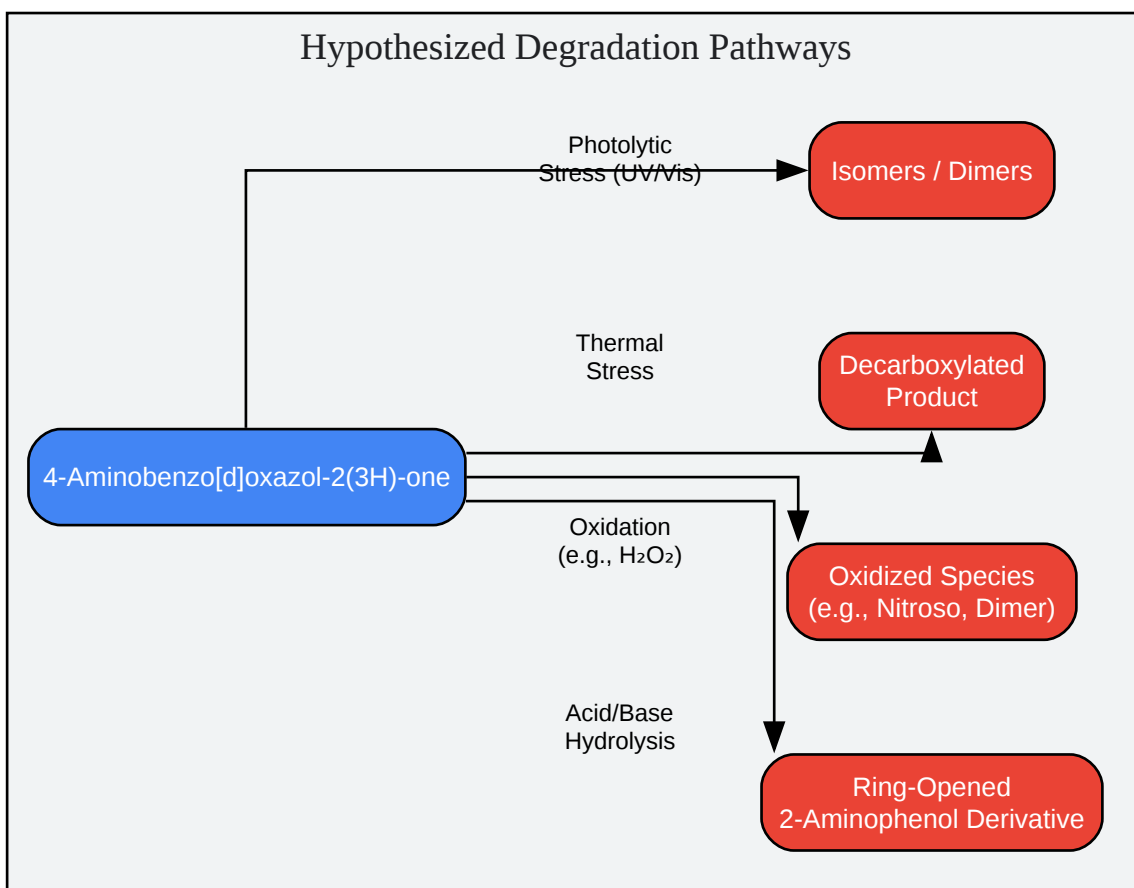 Hypothesized Degradation Pathways
Photolytic
Stress (UV/Vis)
Isomers / Dimers
Thermal
Stress
Decarboxylated
Product
4-Aminobenzo[d]oxazol-2(3H)-one
Oxidation
(e.g., H₂O₂)
Oxidized Species
(e.g., Nitroso, Dimer)
Acid/Base
Hydrolysis
Ring-Opened
2-Aminophenol Derivative